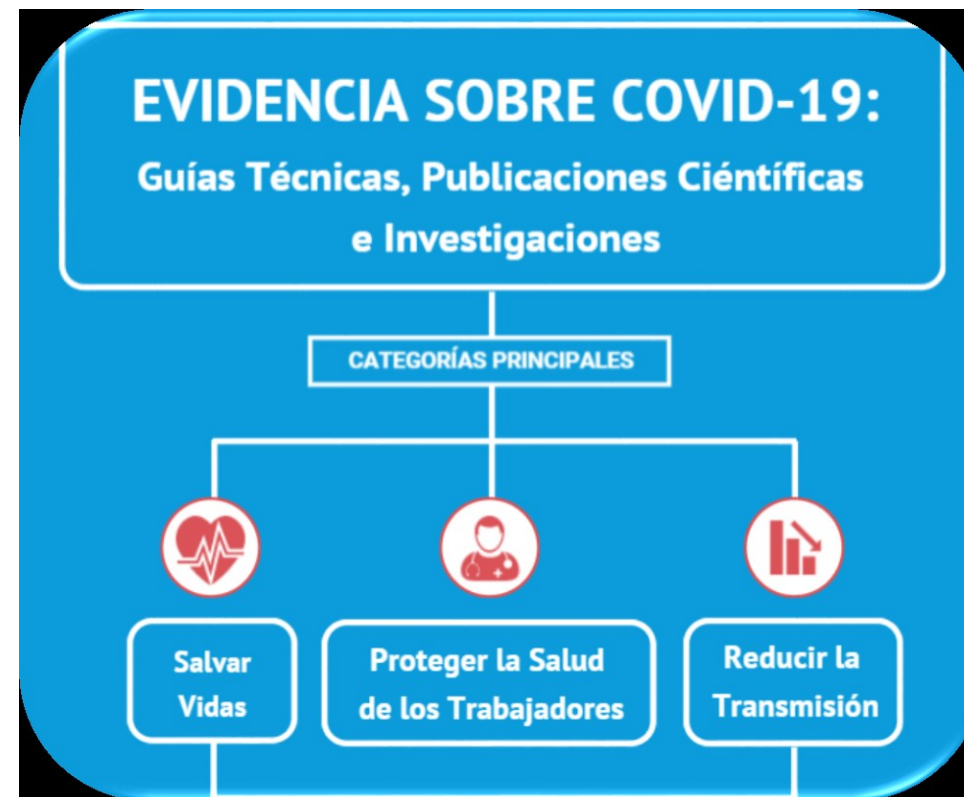 EVIDENCIA SOBRE COVID-19:
Guías Técnicas, Publicaciones Ciéntíficas
e Investigaciones
CATEGORÍAS PRINCIPALES
Salvar
Vidas
Proteger la Salud
de los Trabajadores
Reducir la
Transmisión